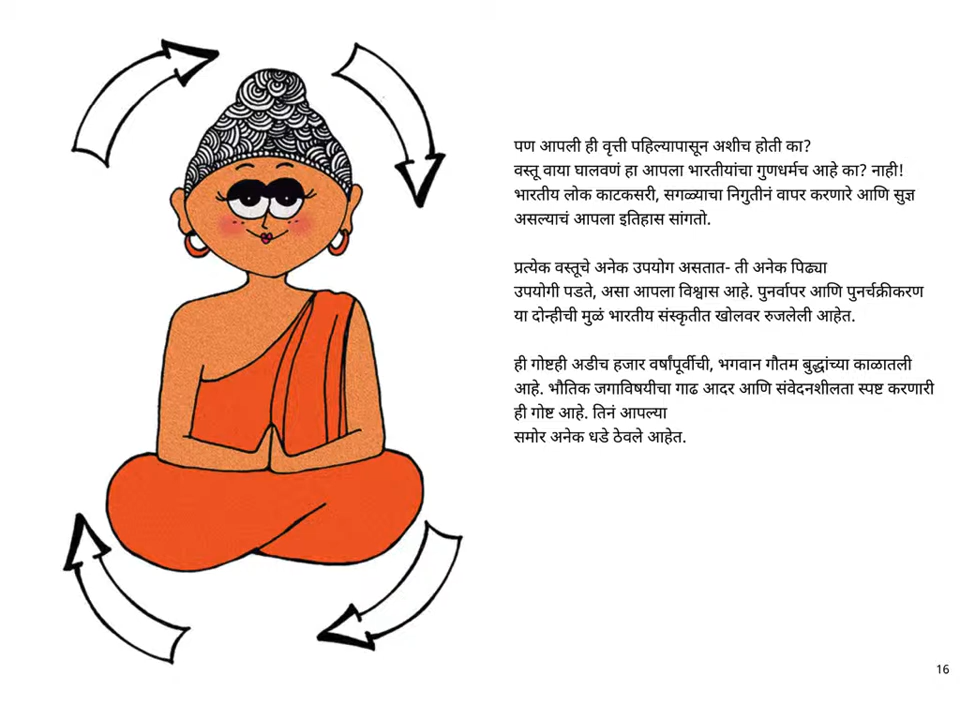 पण आपली ही वृत्ती पहिल्यापासून अशीच होती का?
वस्तू वाया घालवणं हा आपला भारतीयांचा गुणधर्मच आहे का? नाही!
भारतीय लोक काटकसरी, सगळ्याचा निगुतीनं वापर करणारे आणि सुज्ञ
असल्याचं आपला इतिहास सांगतो.
प्रत्येक वस्तूचे अनेक उपयोग असतात- ती अनेक पिढ्या
उपयोगी पडते, असा आपला विश्वास आहे. पुनर्वापर आणि पुनर्चक्रीकरण
या दोन्हीची मुळं भारतीय संस्कृतीत खोलवर रुजलेली आहेत.
ही गोष्टही अडीच हजार वर्षांपूर्वीची, भगवान गौतम बुद्धांच्या काळातली
आहे. भौतिक जगाविषयीचा गाढ आदर आणि संवेदनशीलता स्पष्ट करणारी
ही गोष्ट आहे. तिनं आपल्या
समोर अनेक धडे ठेवले आहेत.
16